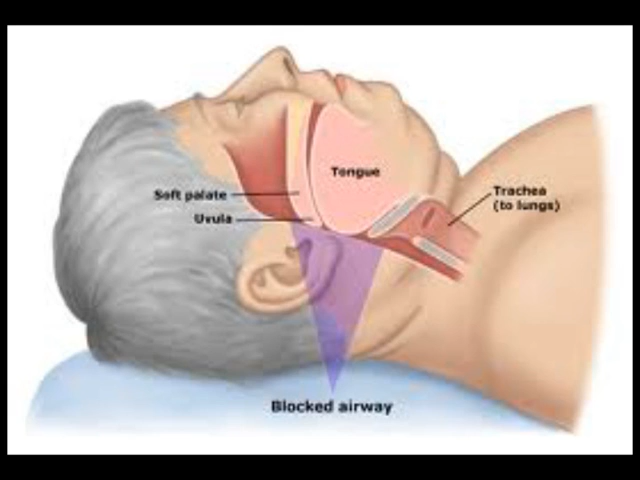 Tongue
Soft palate
Trachea
(to lungs)
Uvula
Blocked airway